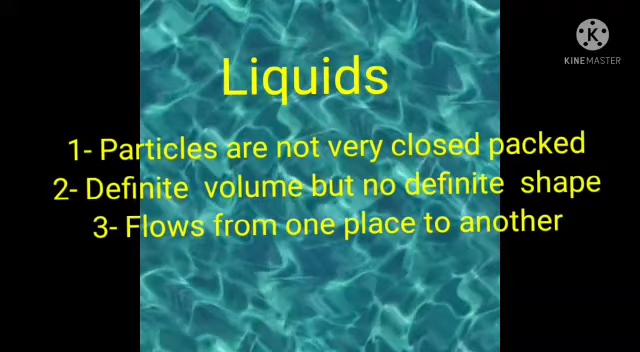 K
KINEMASTER
Liquids
1- Particles are not very closed packed
2- Definite volume but no definite shape
3- Flows from one place to another